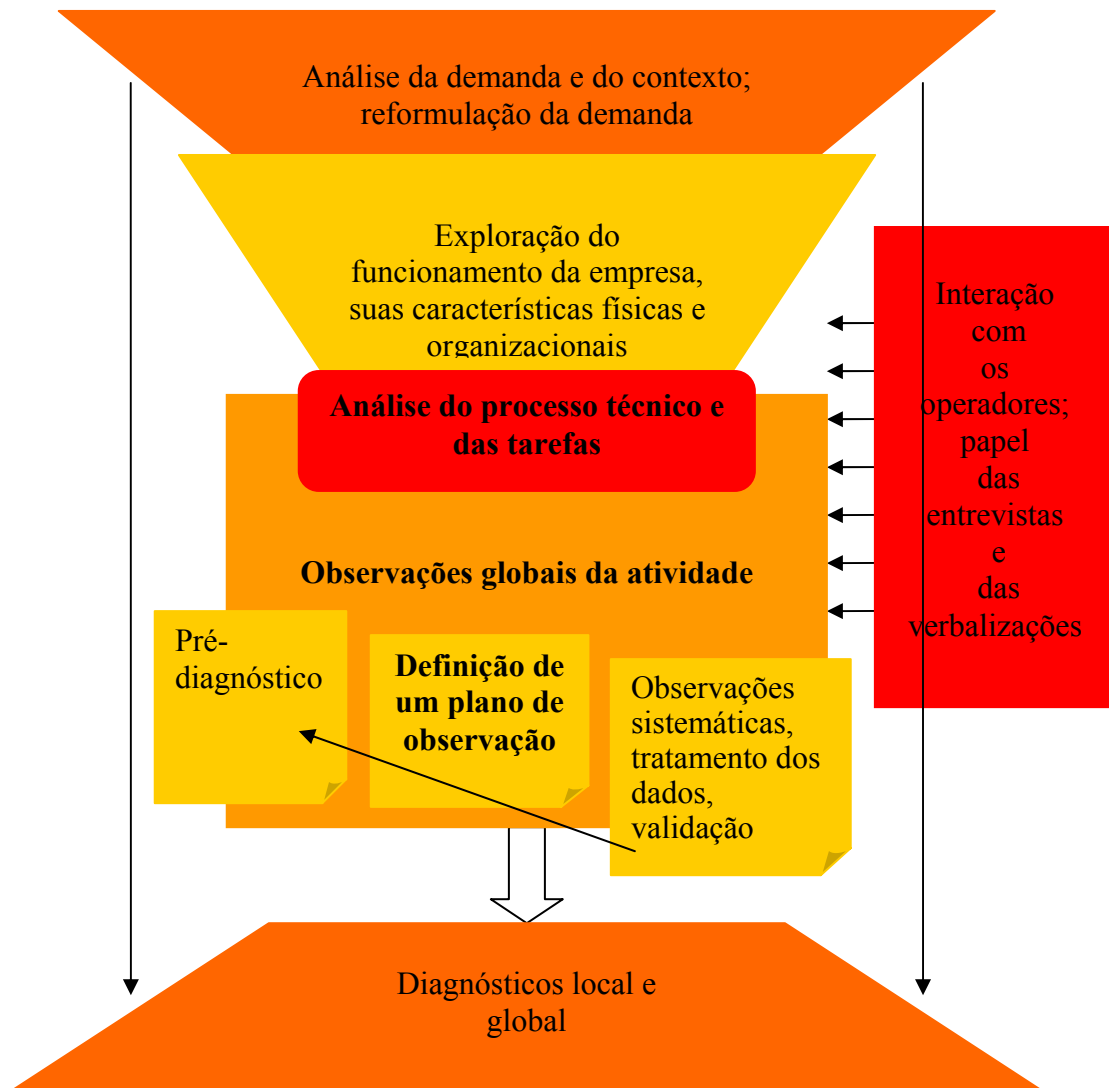 Análise da demanda e do contexto;
reformulação da demanda
Exploração do
funcionamento da empresa,
suas características físicas e
organizacionais
Análise do processo técnico e
das tarefas
Observações globais da atividade
Pré-
diagnóstico
Definição de
um plano de
observação
Observações
sistemáticas,
tratamento dos
dados,
validação
Interação
com
os
operadores;
papel
das
entrevistas
e
das
verbalizações
Diagnósticos local e
global